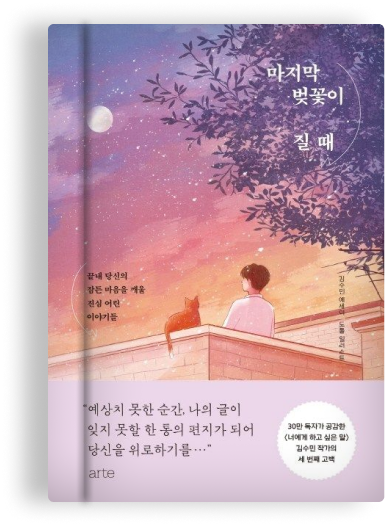 마지막
벚꽃이
질 때
끝내 당신의
잠든 마음을 깨울
진심 어린
이야기들
김수민 에세이
"예상치 못한 순간, 나의 글이
잊지 못할 한 통의 편지가 되어
당신을 위로하기를…"
arte
30만 독자가 공감한
〈너에게 하고 싶은 말〉
김수민 작가의
세 번째 고백